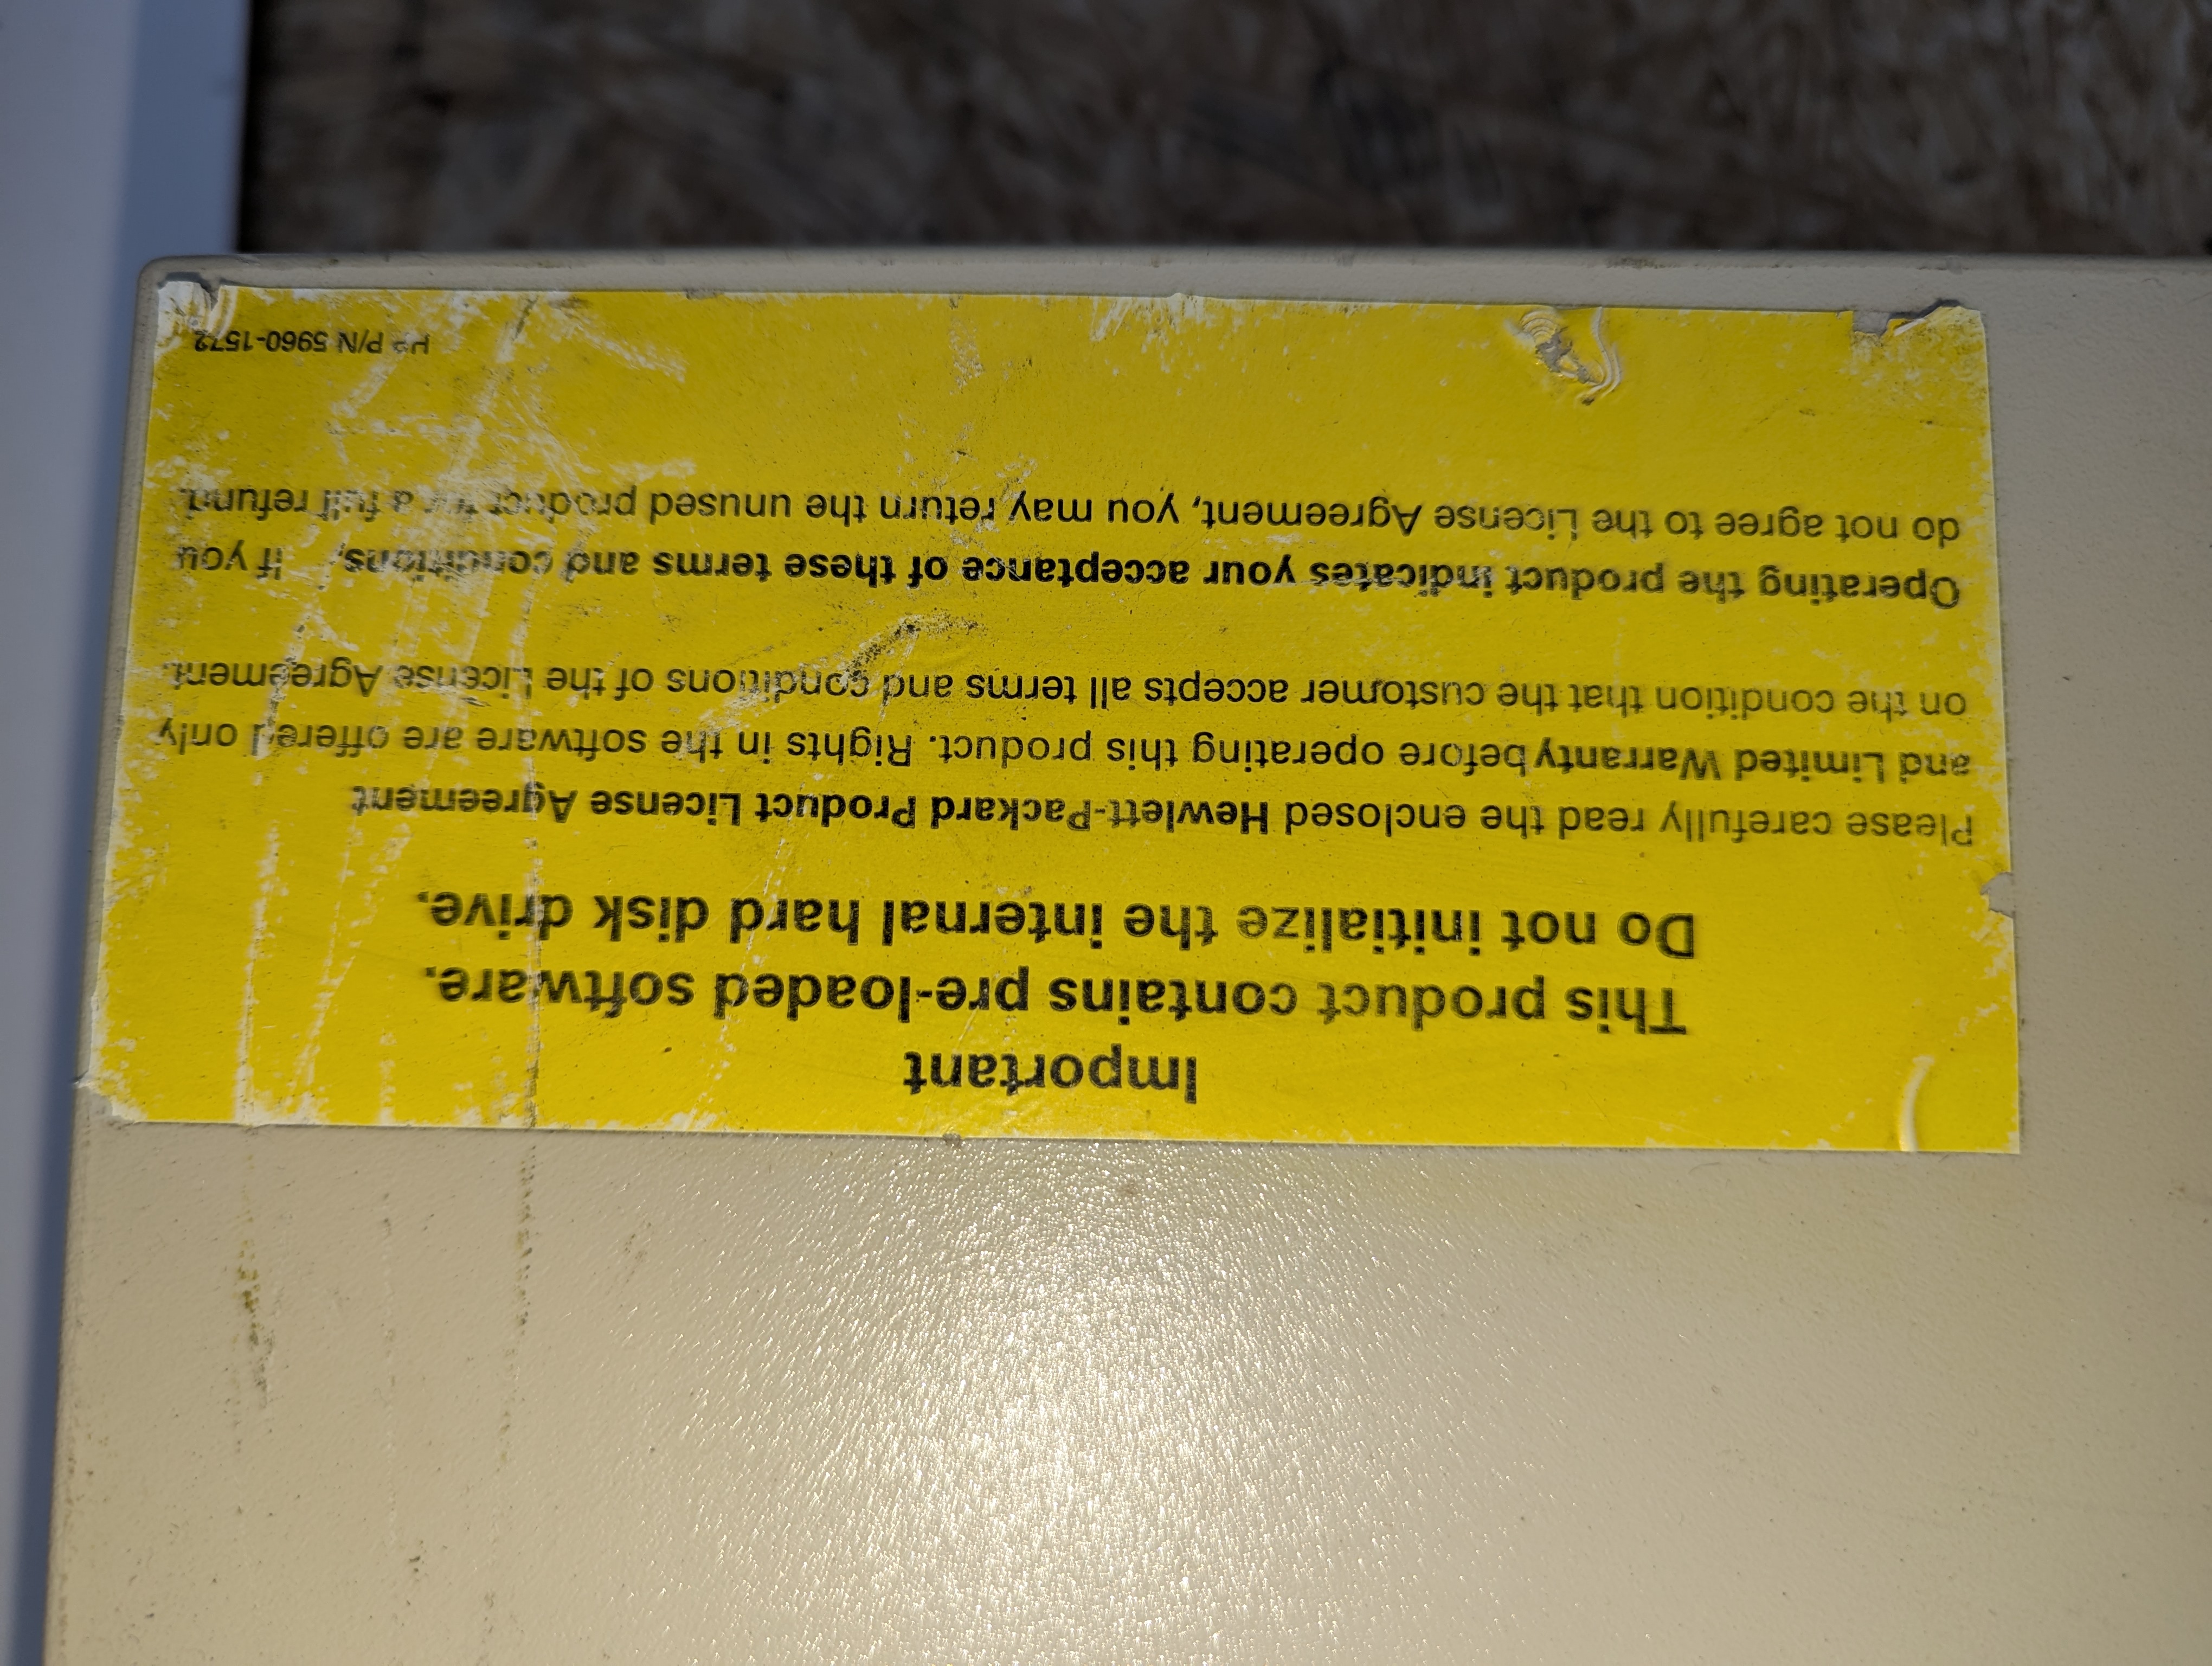 Important
This product contains pre-loaded software.
Do not initialize the internal hard disk drive.
Please carefully read the enclosed Hewlett-Packard Product License Agreement
and Limited Warranty before operating this product. Rights in the software are offered only
on the condition that the customer accepts all terms and conditions of the License Agreement.
Operating the product indicates your acceptance of these terms and conditions. If you
do not agree to the License Agreement, you may return the unused product for a full refund.
HP P/N 5960-1572